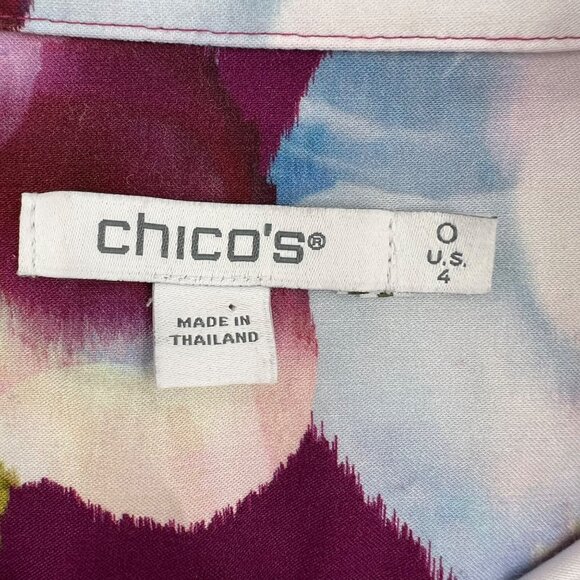 chico's®
0
U.S.
4
MADE IN
THAILAND